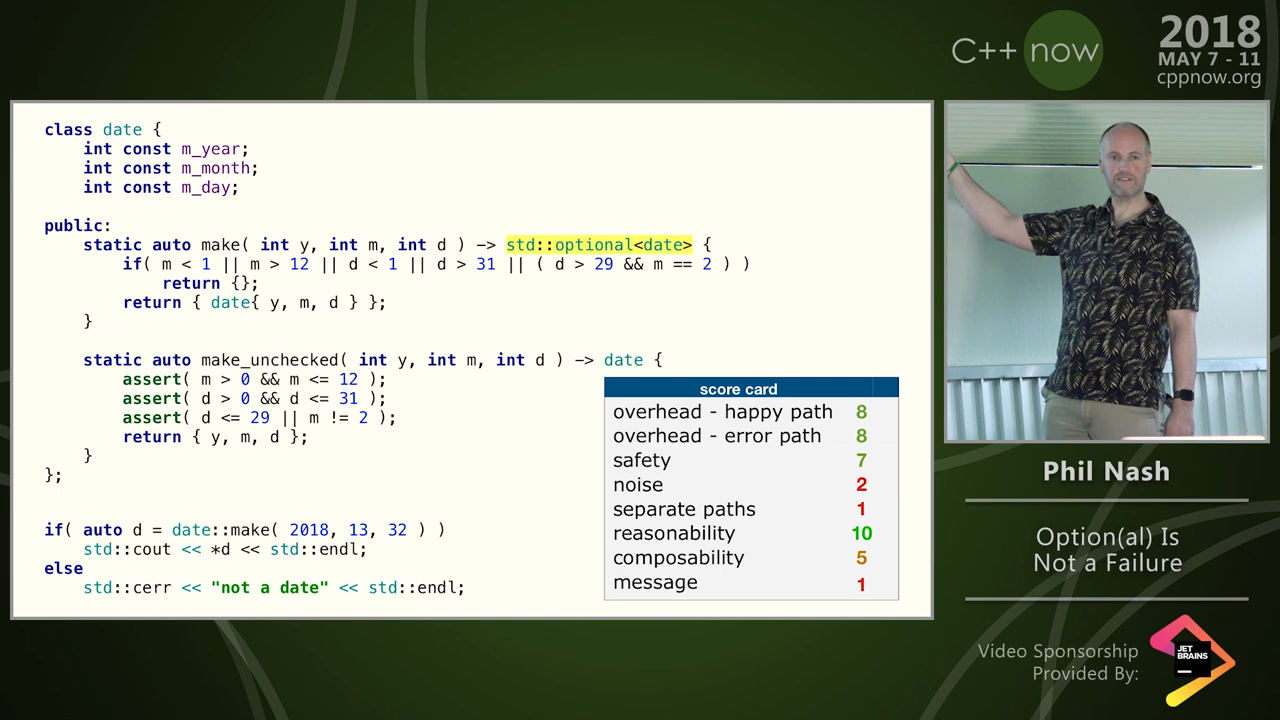 C++ now
2018
MAY 7 - 11
cppnow.org
class date {
    int const m_year;
    int const m_month;
    int const m_day;
public:
    static auto make( int y, int m, int d ) -> std::optional<date> {
        if( m < 1 || m > 12 || d < 1 || d > 31 || ( d > 29 && m == 2 ) )
            return {};
        return { date{ y, m, d } };
    }
    static auto make_unchecked( int y, int m, int d ) -> date {
        assert( m > 0 && m <= 12 );
        assert( d > 0 && d <= 31 );
        assert( d <= 29 || m != 2 );
        return { y, m, d };
    }
};
if( auto d = date::make( 2018, 13, 32 ) )
    std::cout << *d << std::endl;
else
    std::cerr << "not a date" << std::endl;
score card
overhead - happy path 8
overhead - error path 8
safety 7
noise 2
separate paths 1
reasonability 10
composability 5
message 1
Phil Nash
Option(al) Is
Not a Failure
Video Sponsorship
Provided By:
JET
BRAINS